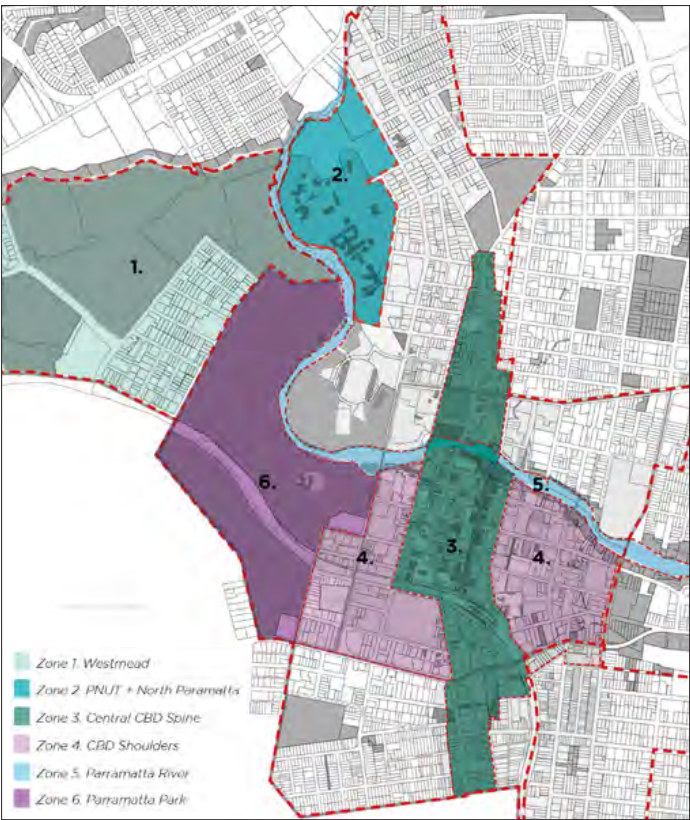 2.
1.
5.
6.
3.
4.
4.
Zone 1. Westmead
Zone 2. PNUT + North Paramatta
Zone 3. Central CBD Spine
Zone 4. CBD Shoulders
Zone 5. Parramatta River
Zone 6. Parramatta Park